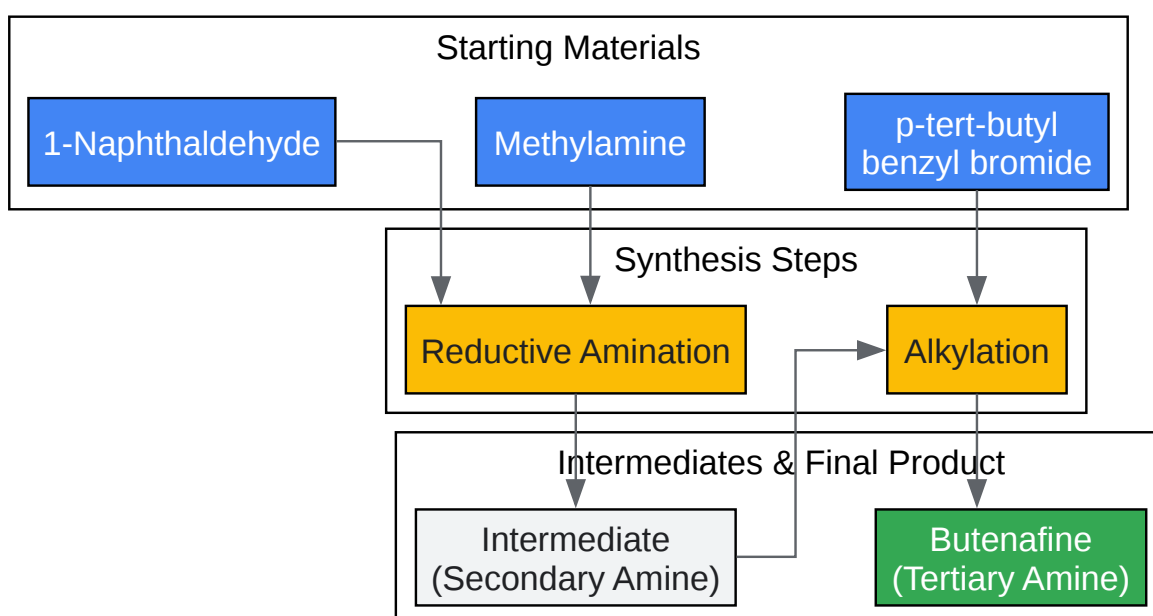 Starting Materials
1-Naphthaldehyde
Methylamine
p-tert-butyl
benzyl bromide
Synthesis Steps
Reductive Amination
Alkylation
Intermediates & Final Product
Intermediate
(Secondary Amine)
Butenafine
(Tertiary Amine)